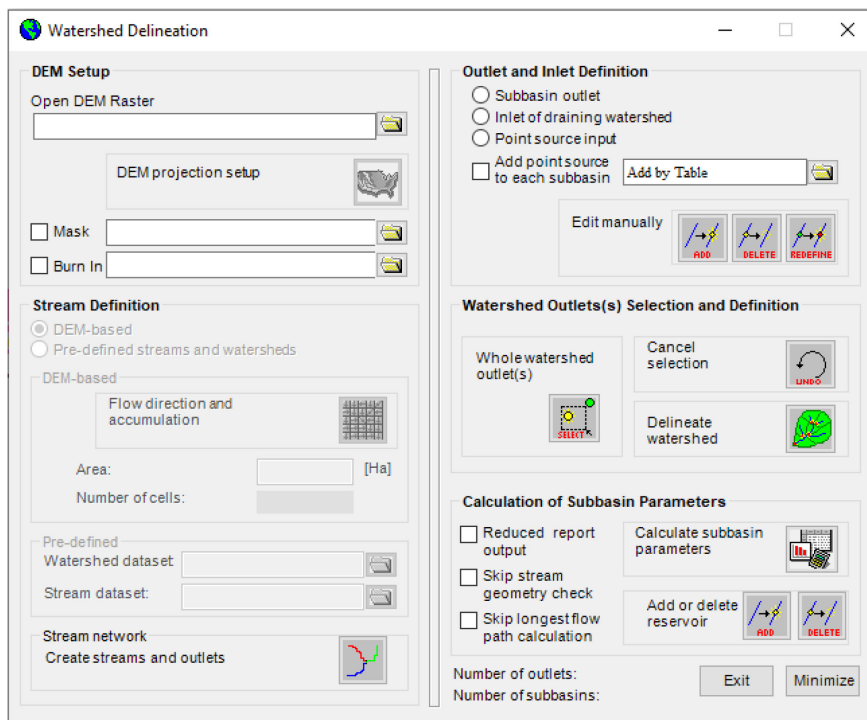 Watershed Delineation
DEM Setup
Open DEM Raster
DEM projection setup
Mask
Burn In
Stream Definition
DEM-based
Pre-defined streams and watersheds
DEM-based
Flow direction and
accumulation
Area:
[Ha]
Number of cells:
Pre-defined
Watershed dataset
Stream dataset:
Stream network
Create streams and outlets
Outlet and Inlet Definition
Subbasin outlet
Inlet of draining watershed
Point source input
Add point source
to each subbasin
Add by Table
Edit manually
ADD
DELETE
REDEFINE
Watershed Outlets(s) Selection and Definition
Whole watershed
outlet(s)
SELECT
Cancel
selection
UNDO
Delineate
watershed
Calculation of Subbasin Parameters
Reduced report
output
Skip stream
geometry check
Skip longest flow
path calculation
Calculate subbasin
parameters
Add or delete
reservoir
ADD
DELETE
Number of outlets:
Number of subbasins:
Exit
Minimize